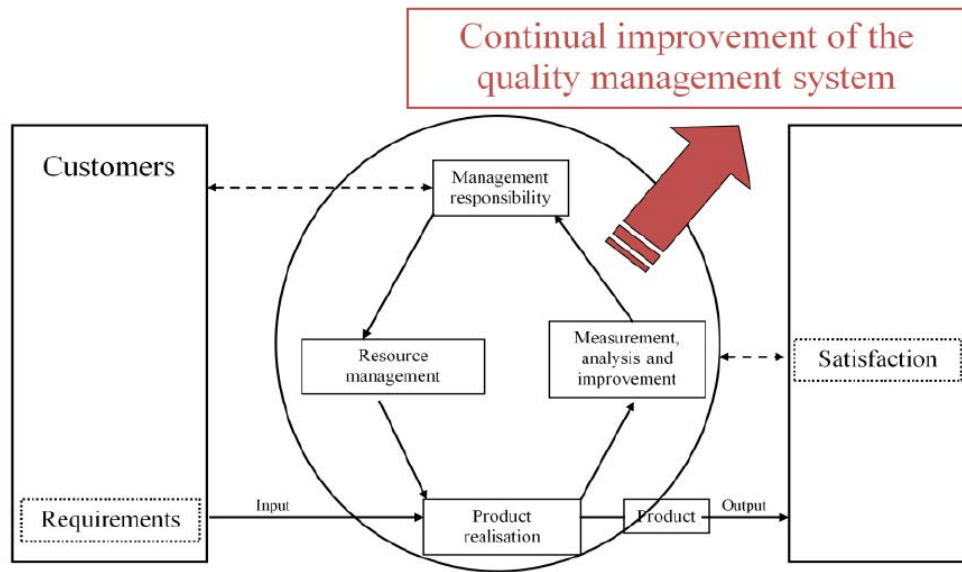 Continual improvement of the
quality management system
Customers
Management
responsibility
Resource
management
Measurement,
analysis and
improvement
Satisfaction
Requirements
Input
Product
realisation
Product
Output